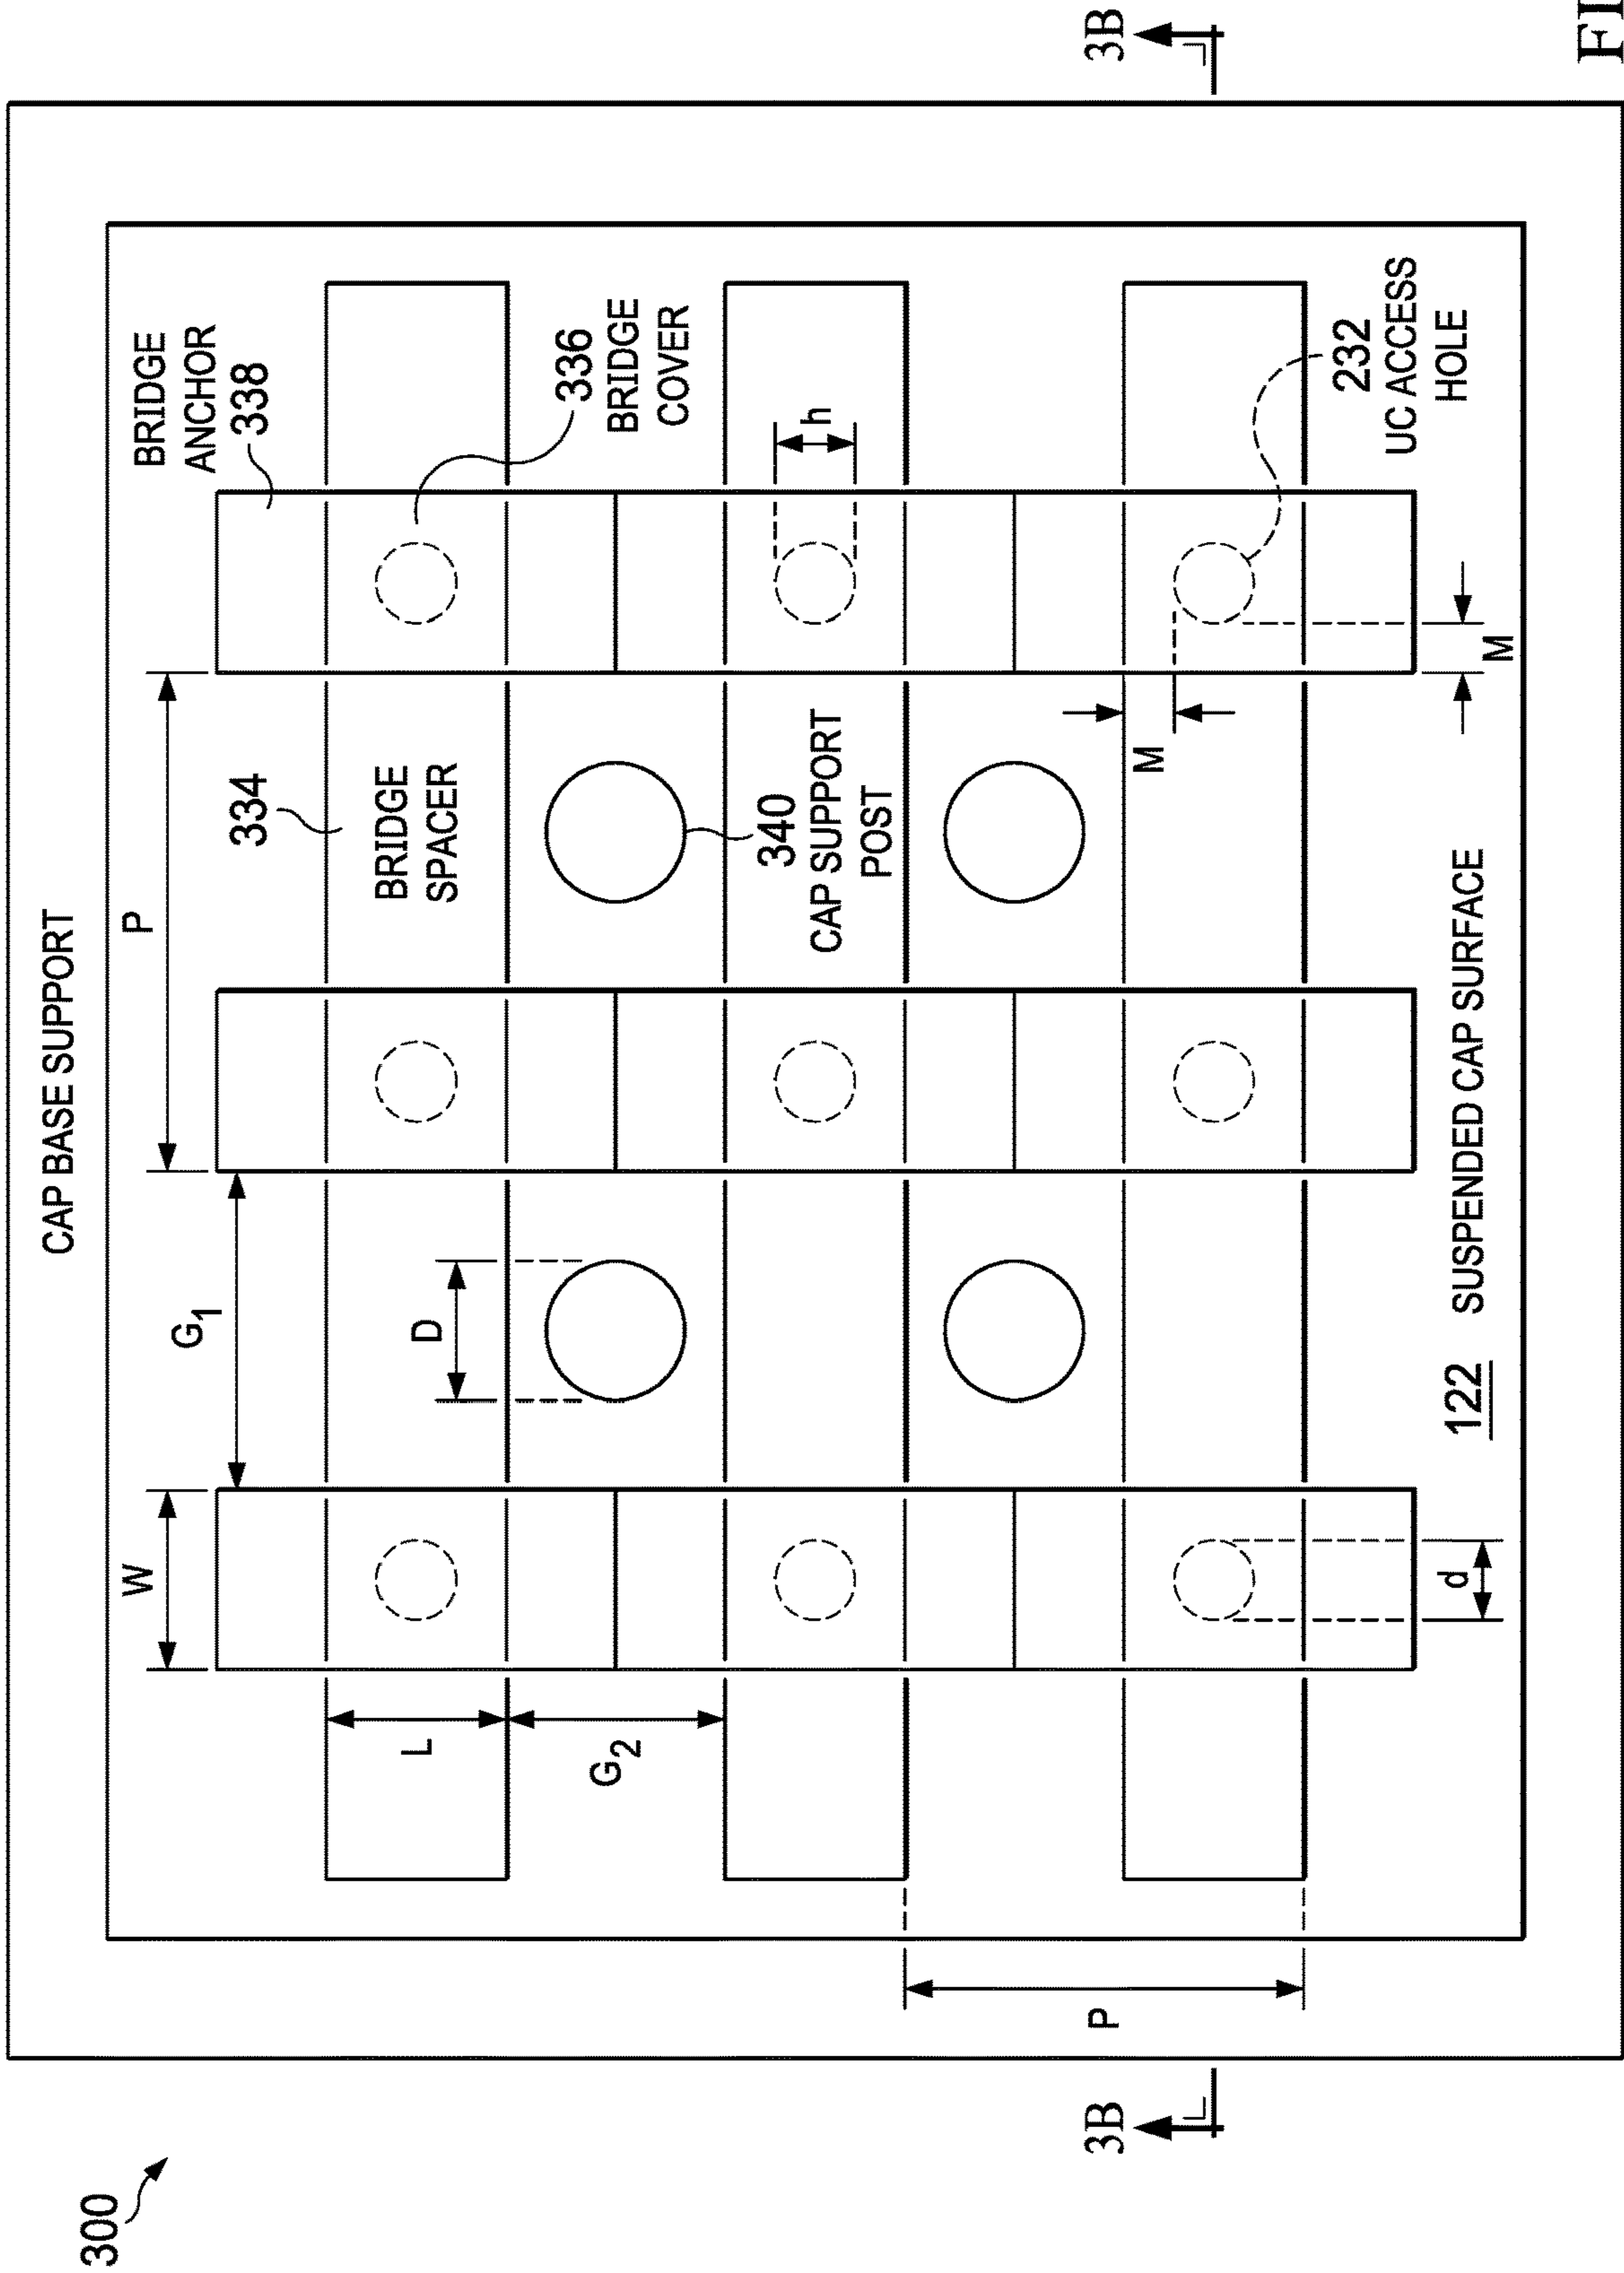 CAP BASE SUPPORT
300
W
P
BRIDGE
ANCHOR
338
G1
334
BRIDGE
SPACER
L
D
336
BRIDGE
COVER
G2
340
CAP SUPPORT
POST
h
3B
P
M
3B
232
UC ACCESS
HOLE
d
122 SUSPENDED CAP SURFACE
M
FI